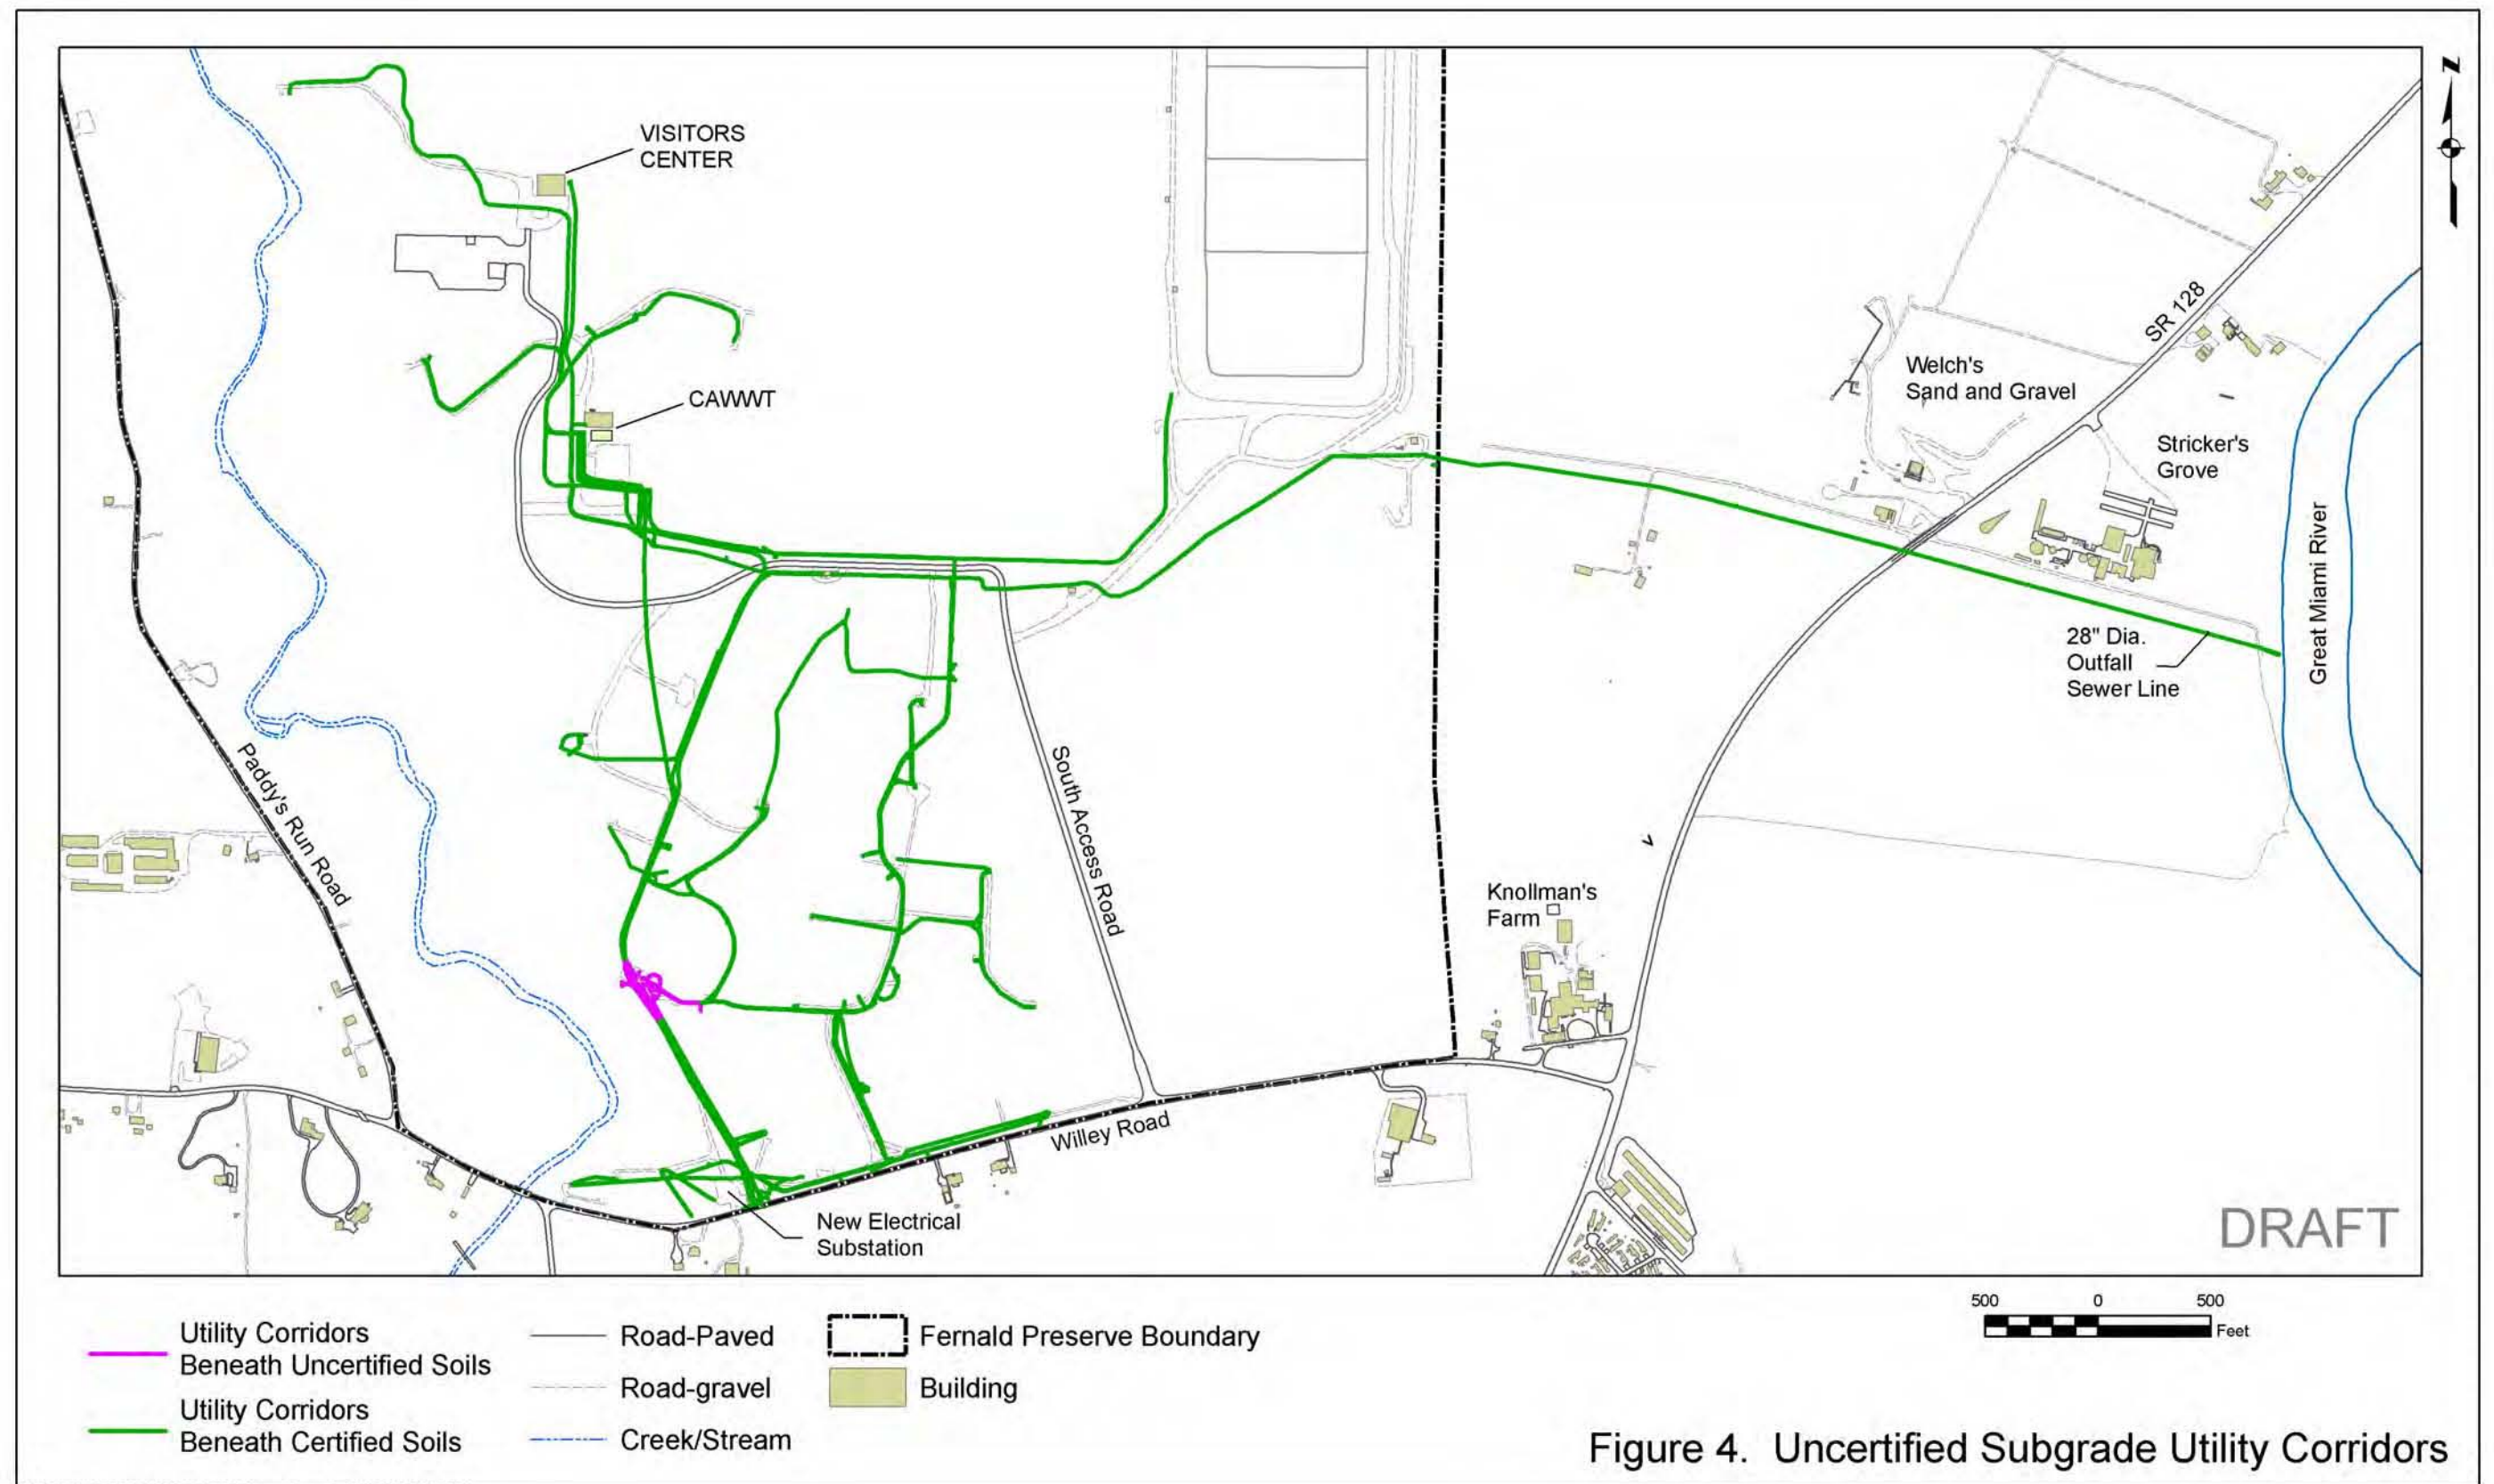 VISITORS
CENTER
N
SR 128
Welch's
Sand and Gravel
CAWWT
Stricker's
Grove
Great Miami River
28" Dia.
Outfall
Sewer Line
Paddy's Run Road
South Access Road
Knollman's
Farm
Willey Road
New Electrical
Substation
DRAFT
500 0 500
Feet
Utility Corridors
Beneath Uncertified Soils
Utility Corridors
Beneath Certified Soils
Road-Paved
Road-gravel
Creek/Stream
Fernald Preserve Boundary
Building
Figure 4. Uncertified Subgrade Utility Corridors